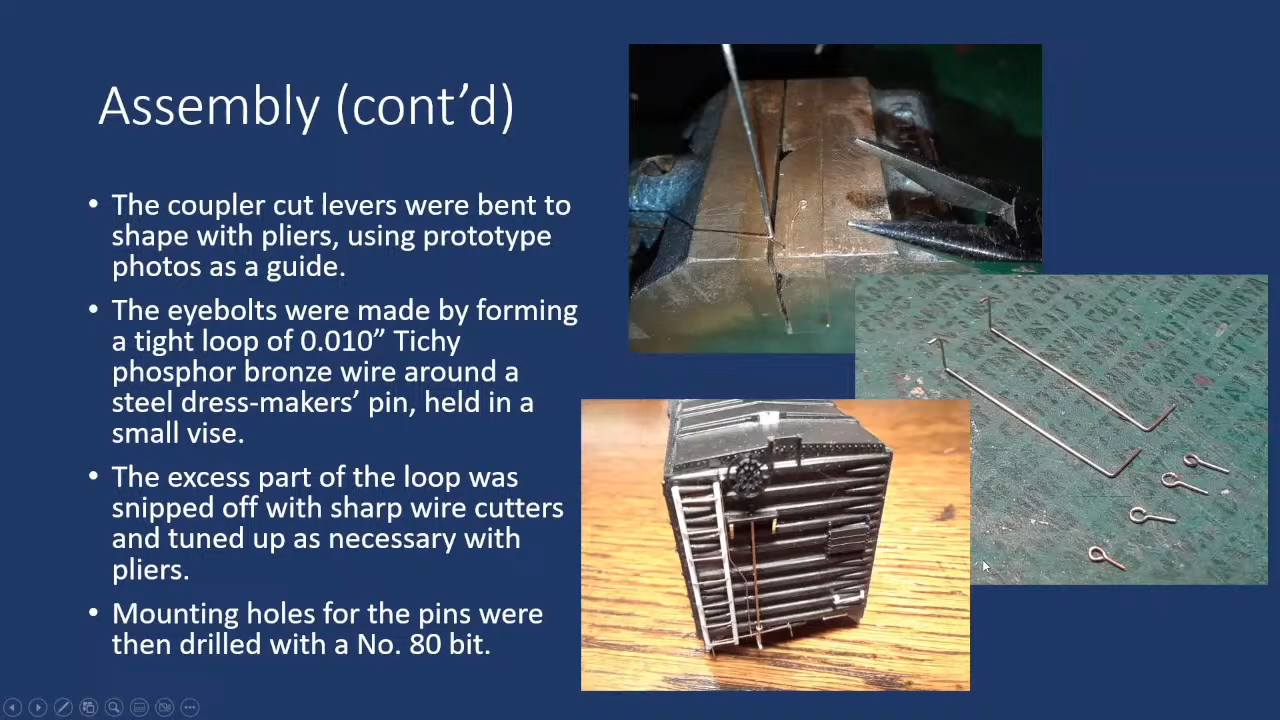 Assembly (cont’d)
• The coupler cut levers were bent to
shape with pliers, using prototype
photos as a guide.
• The eyebolts were made by forming
a tight loop of 0.010” Tichy
phosphor bronze wire around a
steel dress-makers’ pin, held in a
small vise.
• The excess part of the loop was
snipped off with sharp wire cutters
and tuned up as necessary with
pliers.
• Mounting holes for the pins were
then drilled with a No. 80 bit.